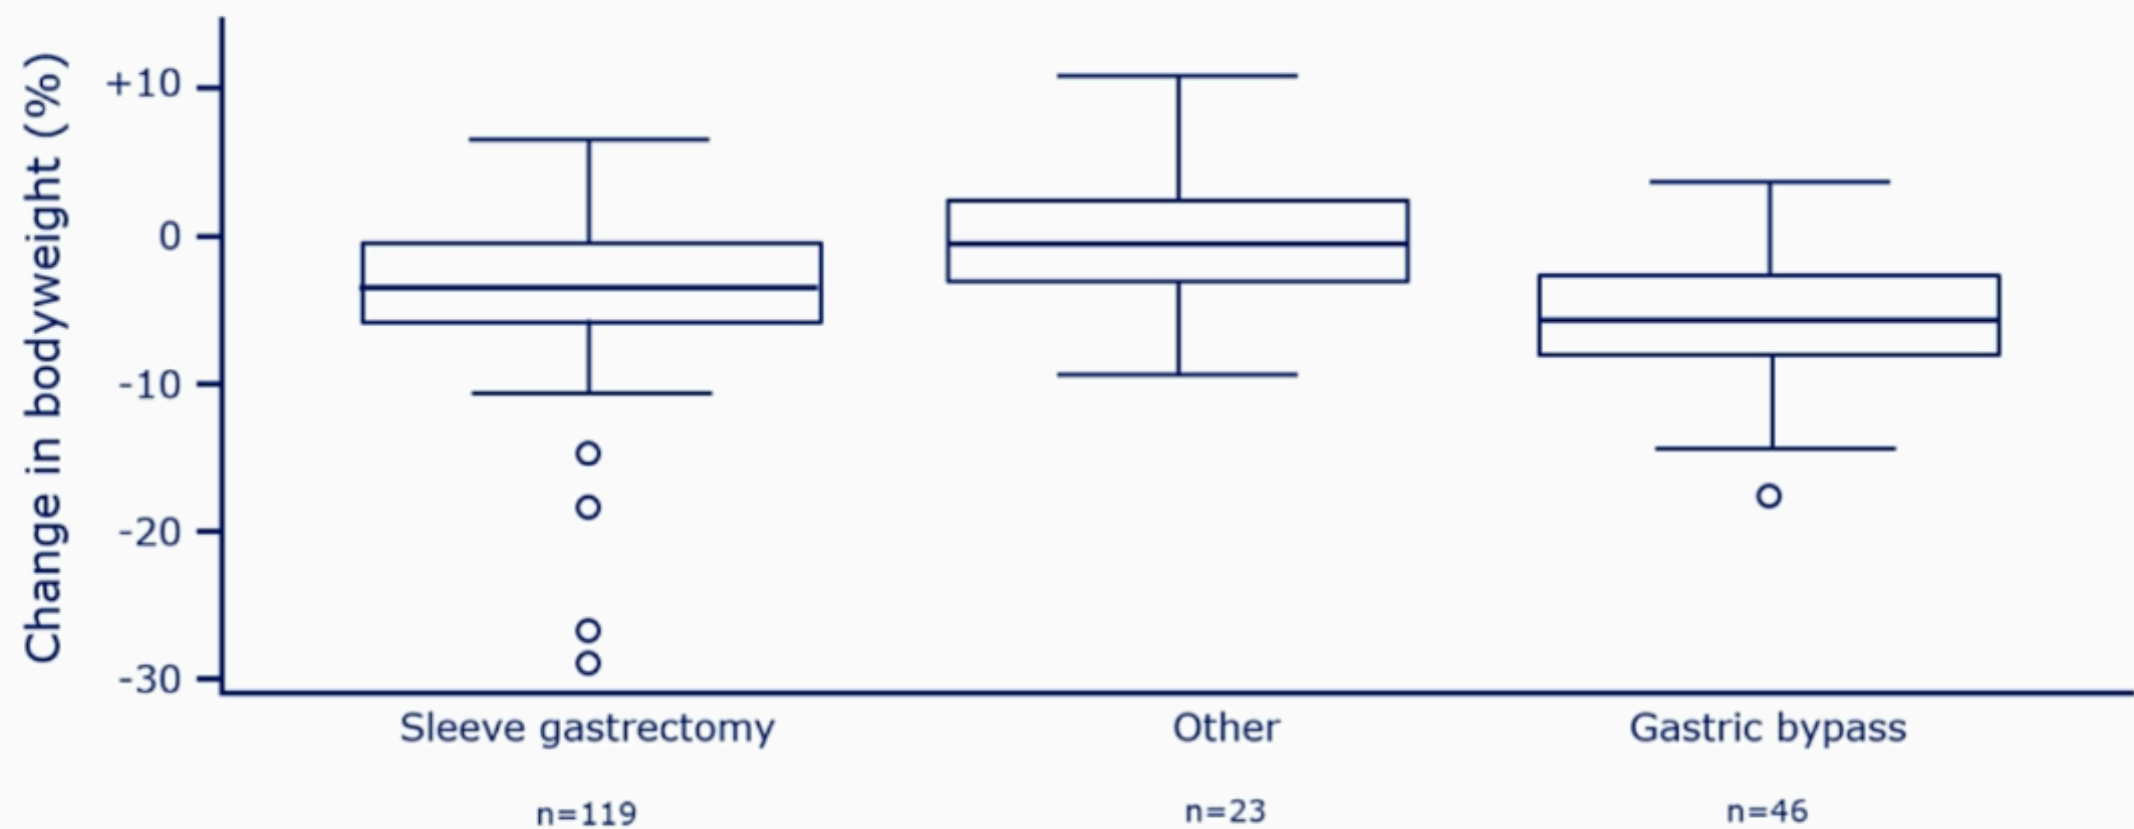 Change in bodyweight (%)
+10
0
-10
-20
-30
Sleeve gastrectomy
Other
Gastric bypass
n=119
n=23
n=46